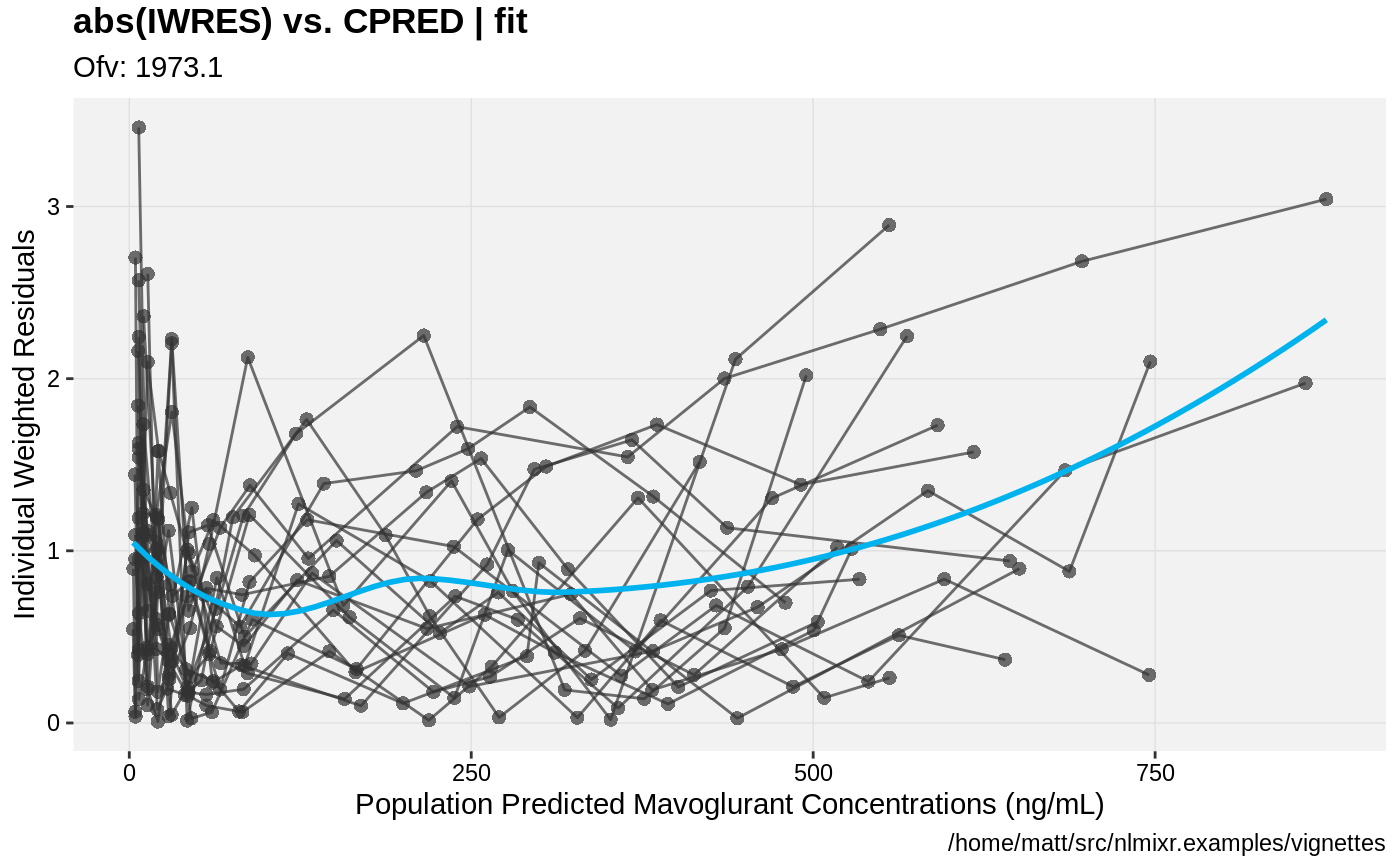 abs(IWRES) vs. CPRED | fit
Ofv: 1973.1
Individual Weighted Residuals
3
2
1
0
0 250 500 750
Population Predicted Mavoglurant Concentrations (ng/mL)
/home/matt/src/nlmixr.examples/vignettes